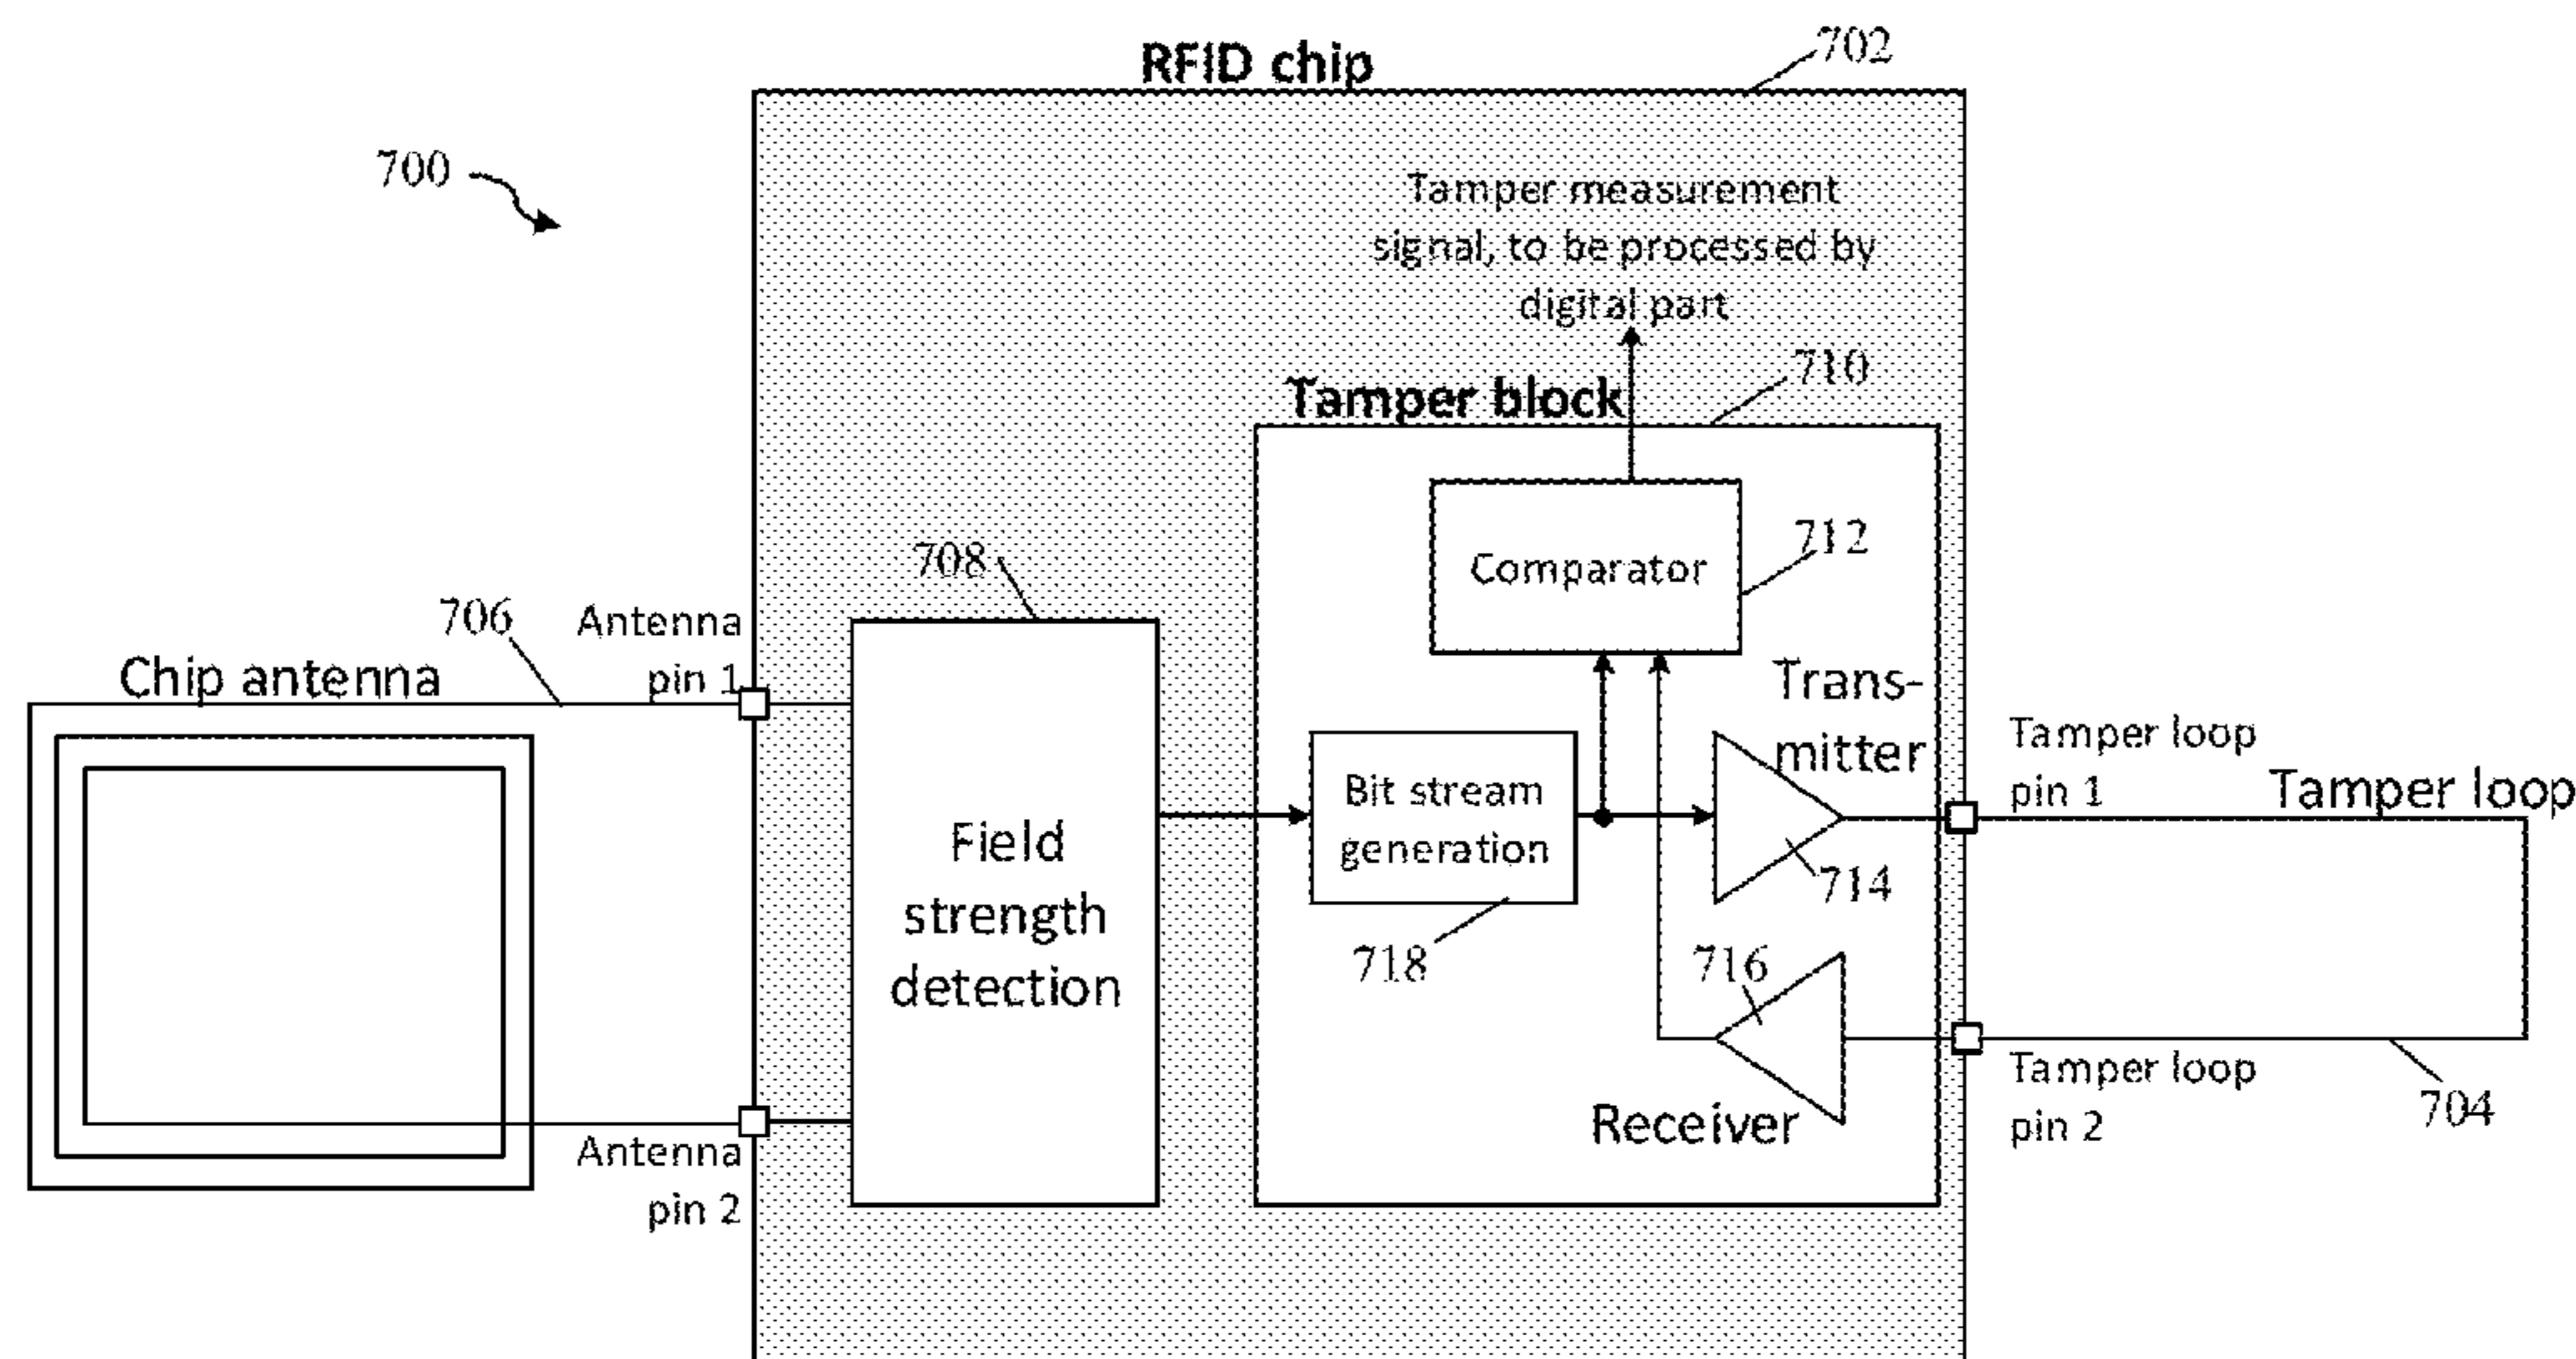 RFID chip
702
700
Tamper measurement
signal, to be processed by
digital part
710
Tamper block
712
Comparator
708
706
Antenna
pin 1
Chip antenna
Trans-
mitter
Tamper loop
pin 1
Tamper loop
Bit stream
generation
Field
strength
detection
714
718
716
Receiver
Tamper loop
pin 2
704
Antenna
pin 2